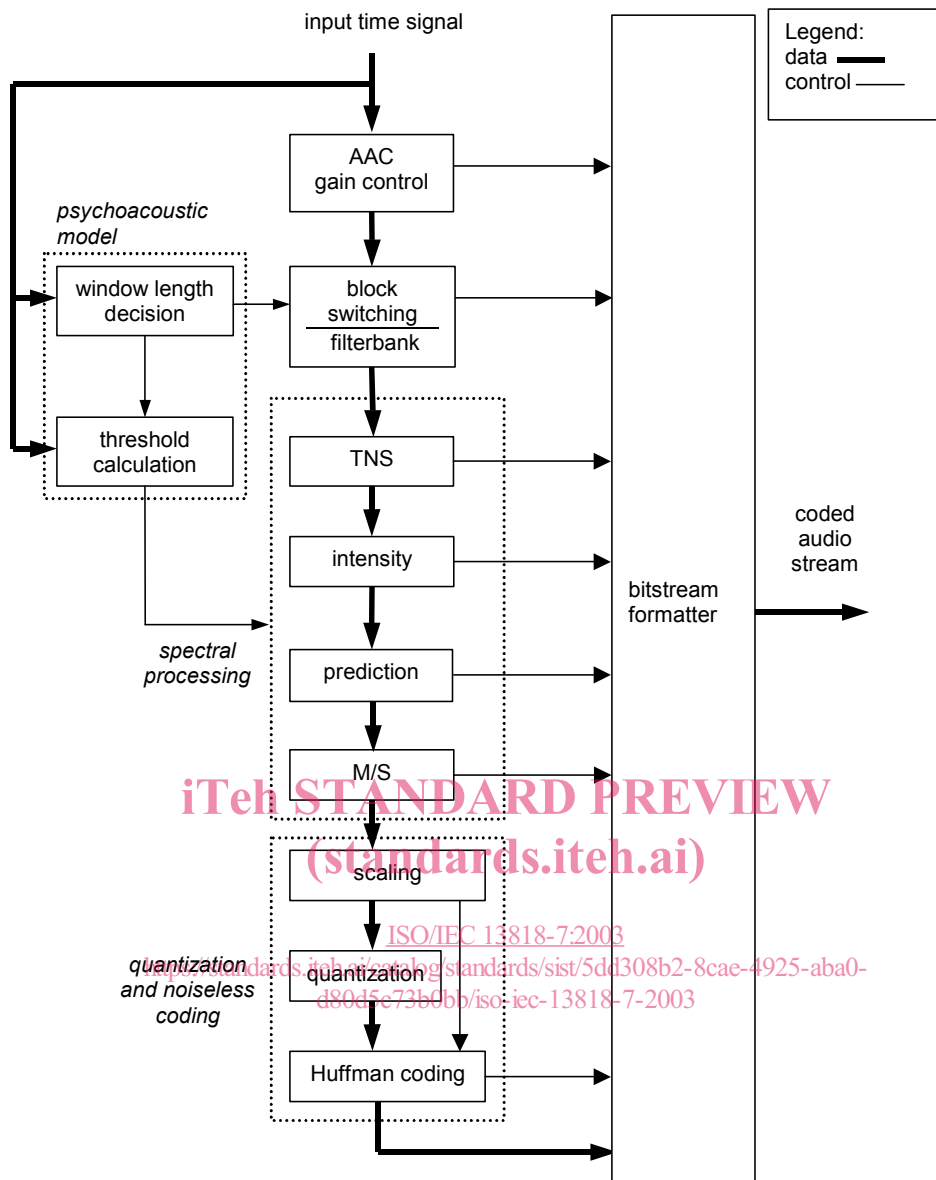 input time signal
Legend:
data
control
AAC
gain control
psychoacoustic
model
window length
decision
block
switching
filterbank
threshold
calculation
TNS
intensity
bitstream
formatter
coded
audio
stream
spectral
processing
prediction
M/S
iTeh STANDARD PREVIEW
(standards.iteh.ai)
scaling
ISO/IEC 13818-7:2003
https://standards.iteh.ai/catalog/standards/sist/5dd308b2-8cae-4925-aba0-
d80d5c73b0bb/iso-iec-13818-7-2003
quantization
and noiseless
coding
quantization
Huffman coding